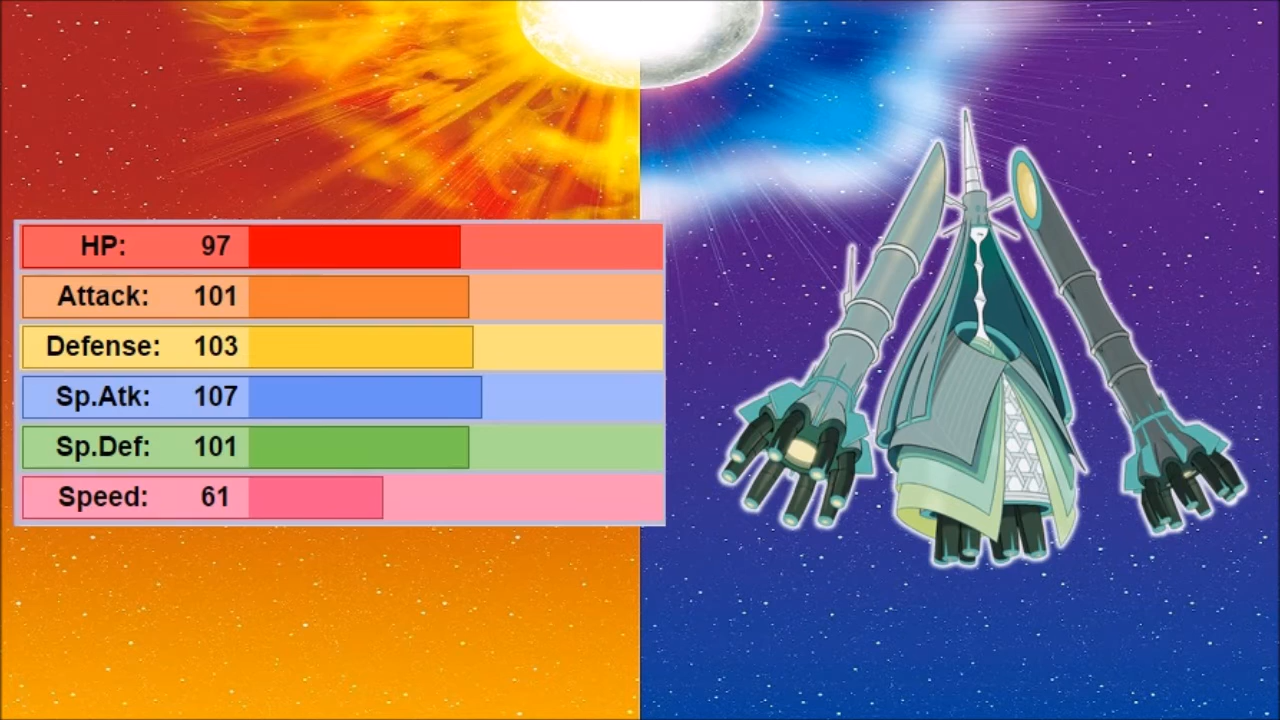 HP: 97
Attack: 101
Defense: 103
Sp.Atk: 107
Sp.Def: 101
Speed: 61